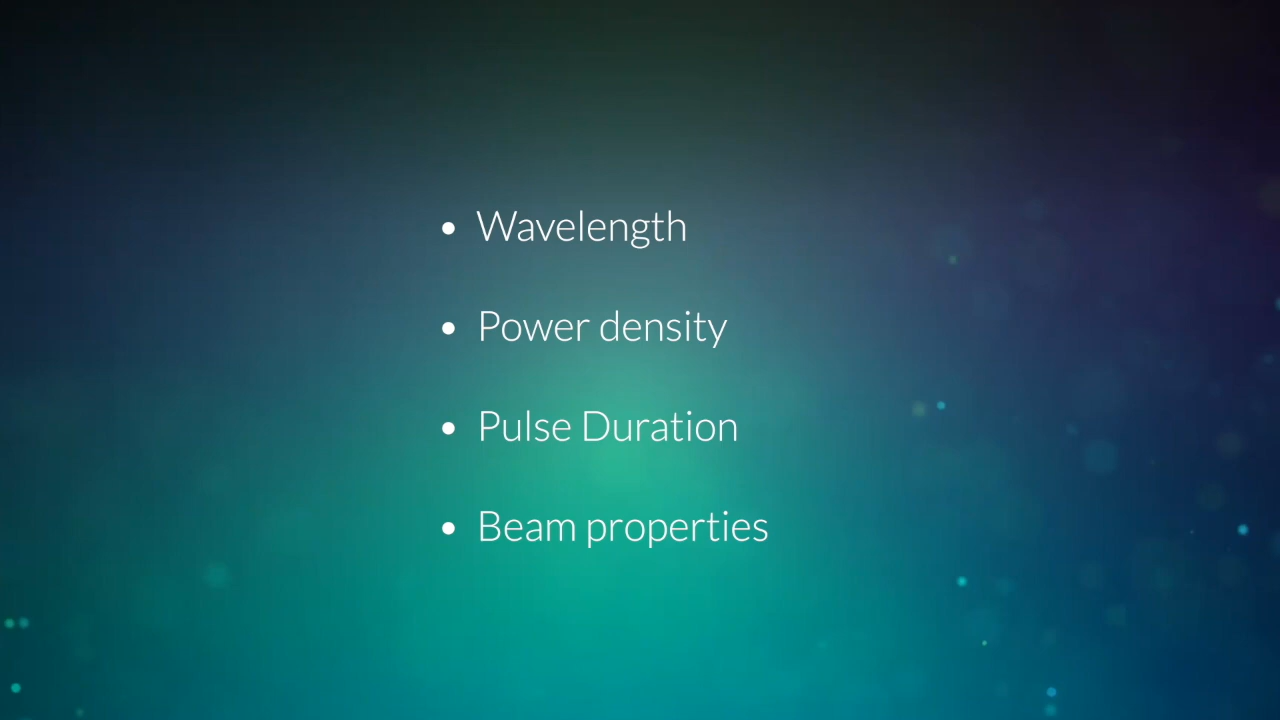 • Wavelength
• Power density
• Pulse Duration
• Beam properties